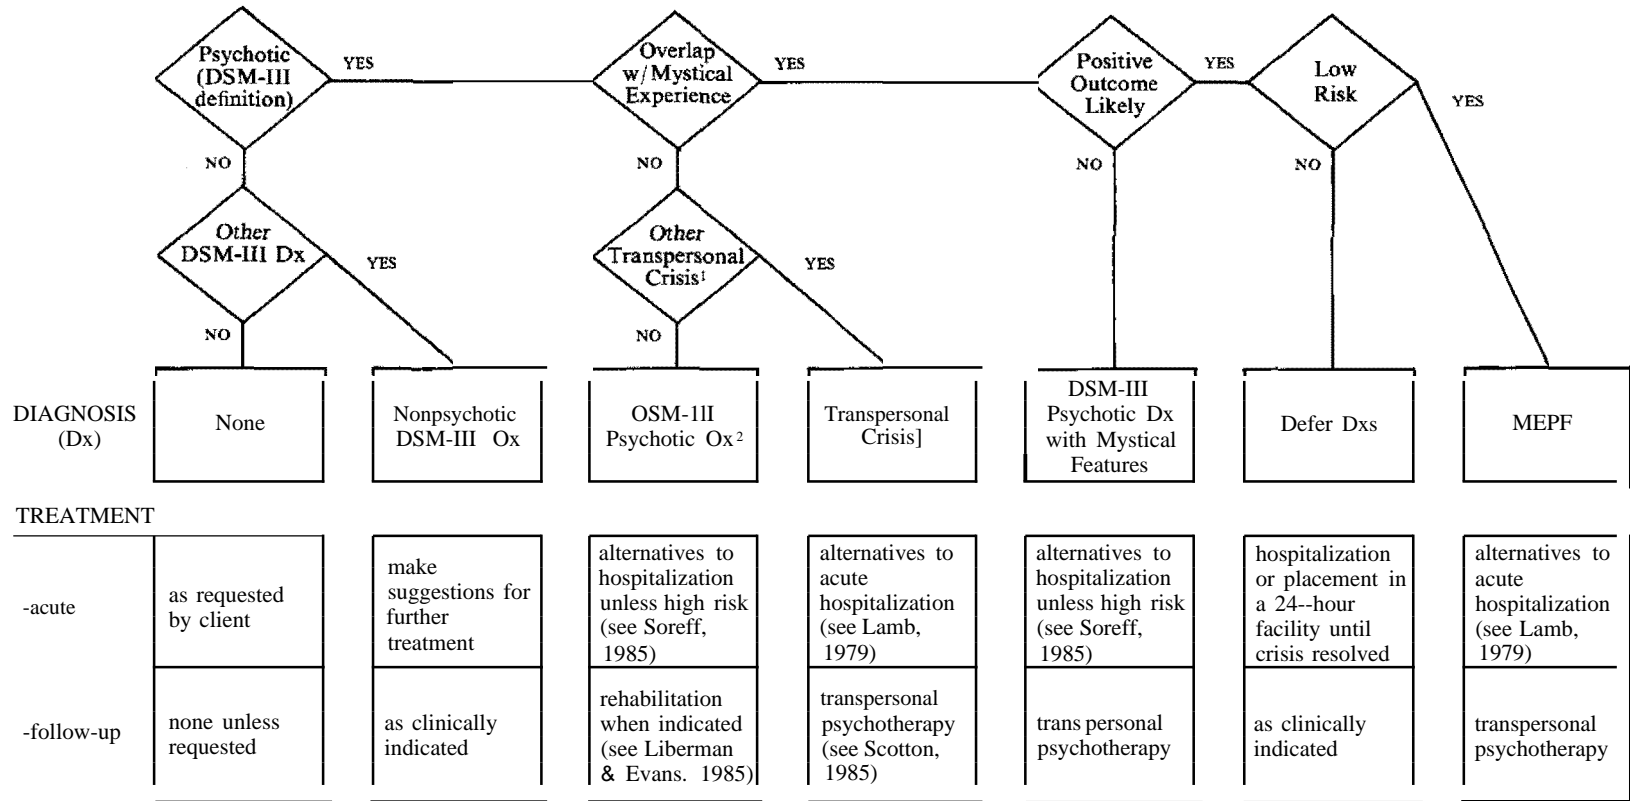 Psychotic
(DSM-III
definition)
YES
Overlap
w/Mystical
Experience
YES
Positive
Outcome
Likely
YES
Low
Risk
YES
NO
NO
NO
NO
Other
DSM-III Dx
YES
Other
Transpersonal
Crisis¹
YES
NO
NO
DIAGNOSIS
(Dx)
None
Nonpsychotic
DSM-III Ox
OSM-1lI
Psychotic Ox²
Transpersonal
Crisis]
DSM-III
Psychotic Dx
with Mystical
Features
Defer Dxs
MEPF
TREATMENT
-acute
as requested
by client
make
suggestions for
further
treatment
alternatives to
hospitalization
unless high risk
(see Soreff,
1985)
alternatives to
acute
hospitalization
(see Lamb,
1979)
alternatives to
hospitalization
unless high risk
(see Soreff,
1985)
hospitalization
or placement in
a 24--hour
facility until
crisis resolved
alternatives to
acute
hospitalization
(see Lamb,
1979)
-follow-up
none unless
requested
as clinically
indicated
rehabilitation
when indicated
(see Liberman
& Evans. 1985)
transpersonal
psychotherapy
(see Scotton,
1985)
trans personal
psychotherapy
as clinically
indicated
transpersonal
psychotherapy